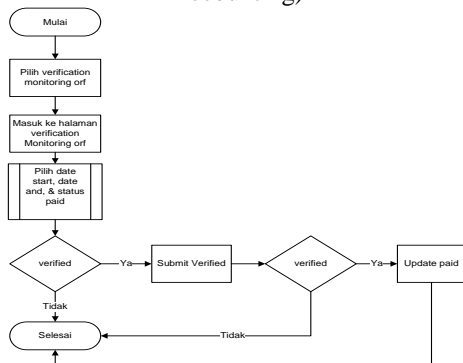 Mulai
Pilih verification
monitoring orf
Masuk ke halaman
verification
Monitoring orf
Pilih date
start, date
and, & status
paid
verified
Ya
Submit Verified
verified
Ya
Update paid
Tidak
Selesai
Tidak